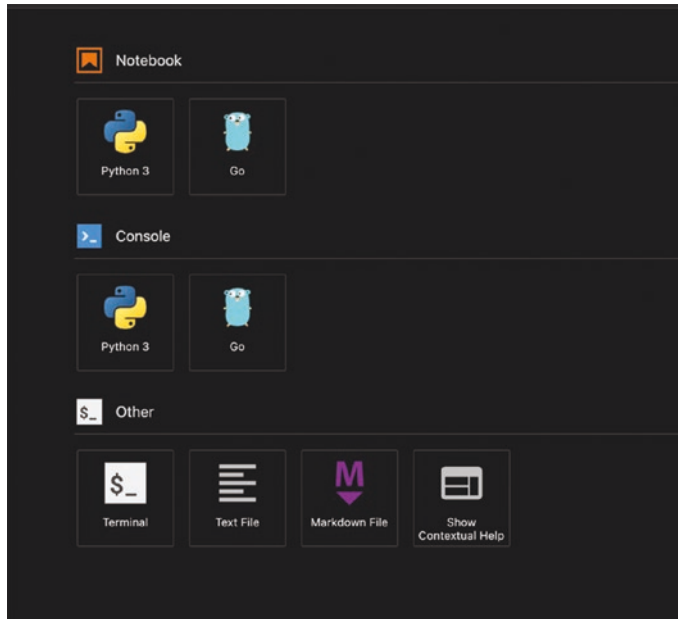 Notebook
Python 3
Go
>_ Console
Python 3
Go
$_ Other
$_
M
Terminal
Text File
Markdown File
Show
Contextual Help